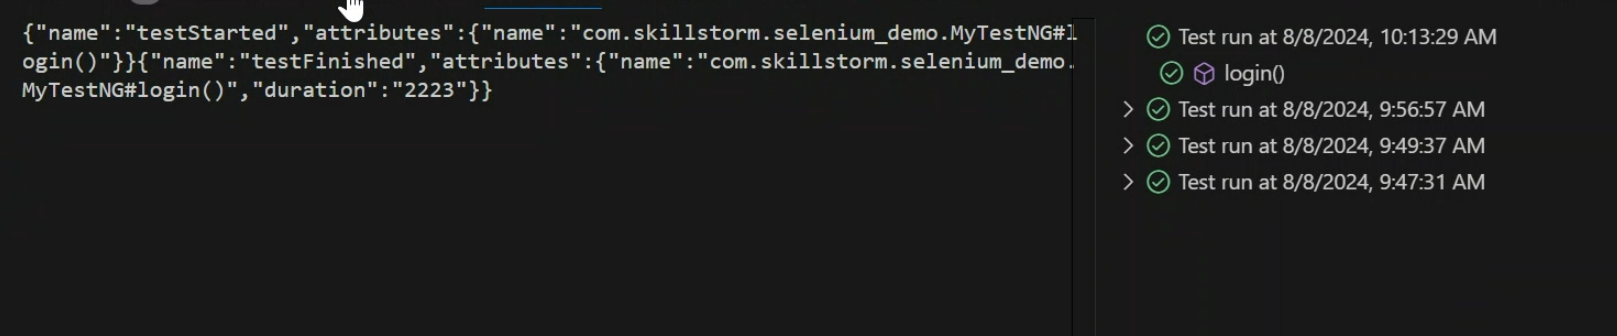 {"name":"testStarted","attributes":{"name":"com.skillstorm.selenium_demo.MyTestNG#l
ogin()"}}{"name":"testFinished","attributes":{"name":"com.skillstorm.selenium_demo.
MyTestNG#login()","duration":"2223"}}
Test run at 8/8/2024, 10:13:29 AM
login()
Test run at 8/8/2024, 9:56:57 AM
Test run at 8/8/2024, 9:49:37 AM
Test run at 8/8/2024, 9:47:31 AM